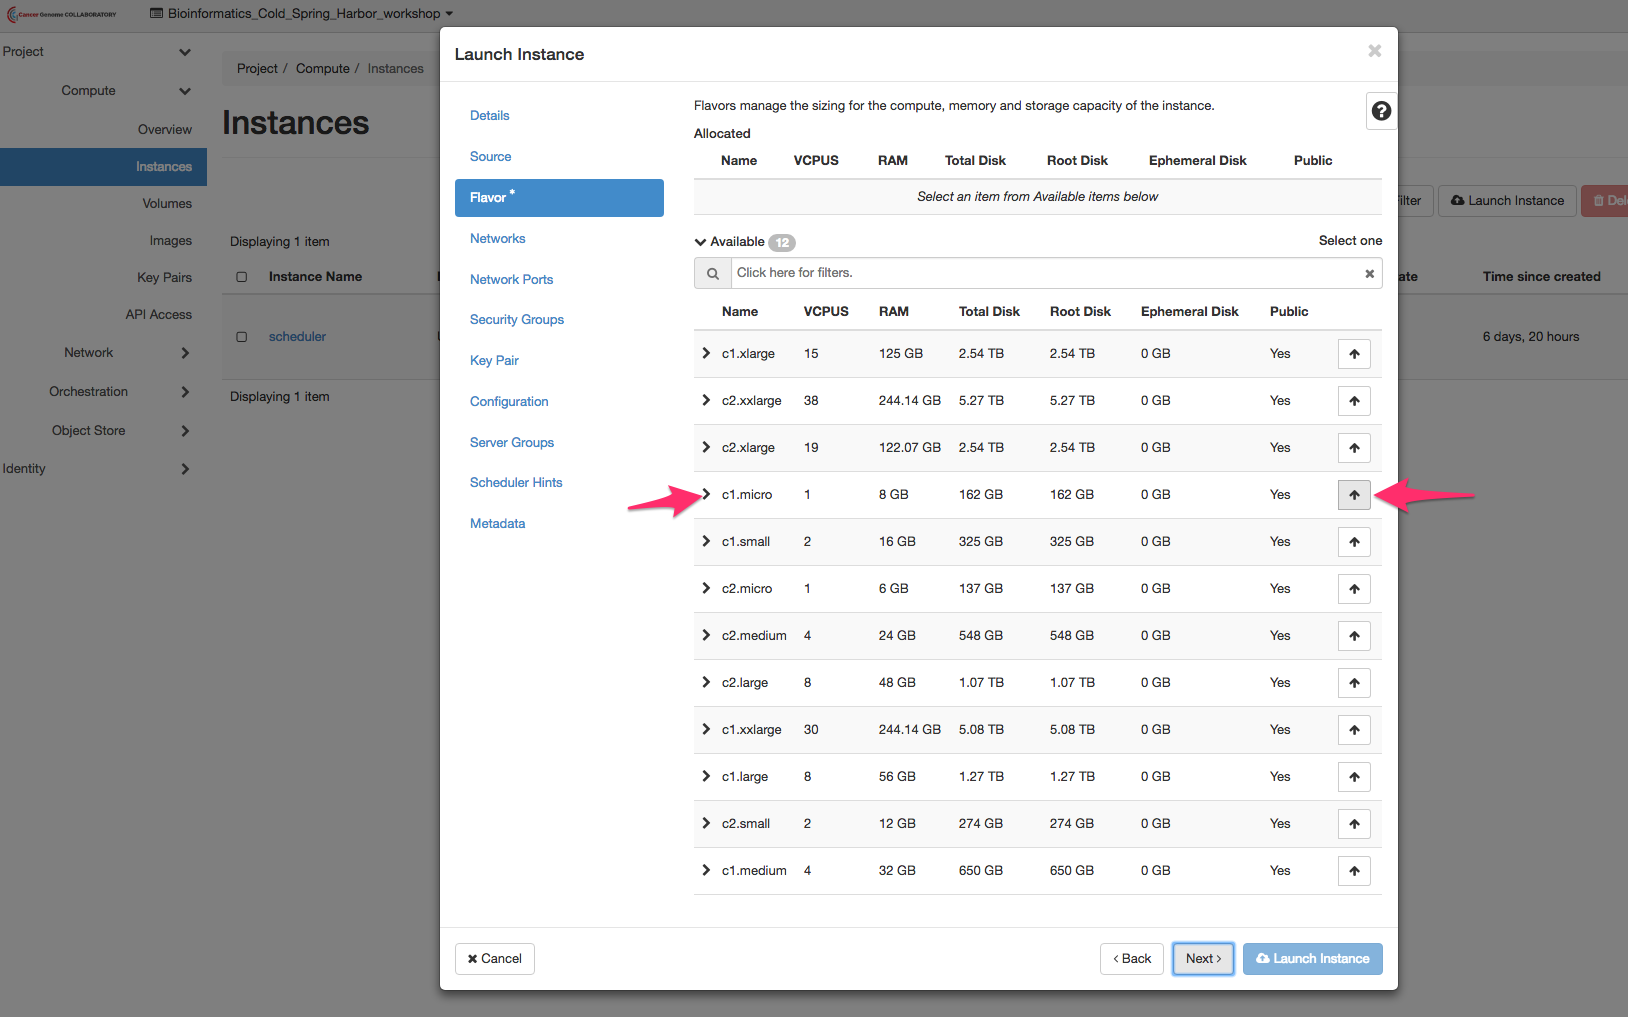 Cancer Genome COLLABORATORY
Bioinformatics_Cold_Spring_Harbor_workshop
Project
Compute
Overview
Instances
Volumes
Images
Key Pairs
API Access
Network
Orchestration
Object Store
Identity
Project / Compute / Instances
Instances
Launch Instance
Displaying 1 item
Instance Name
Time since created
scheduler
6 days, 20 hours
Displaying 1 item
Launch Instance
Details
Source
Flavor *
Networks
Network Ports
Security Groups
Key Pair
Configuration
Server Groups
Scheduler Hints
Metadata
Flavors manage the sizing for the compute, memory and storage capacity of the instance.
Allocated
Name VCPUS RAM Total Disk Root Disk Ephemeral Disk Public
Select an item from Available items below
Available 12 Select one
Click here for filters.
Name VCPUS RAM Total Disk Root Disk Ephemeral Disk Public
c1.xlarge 15 125 GB 2.54 TB 2.54 TB 0 GB Yes
c2.xxlarge 38 244.14 GB 5.27 TB 5.27 TB 0 GB Yes
c2.xlarge 19 122.07 GB 2.54 TB 2.54 TB 0 GB Yes
c1.micro 1 8 GB 162 GB 162 GB 0 GB Yes
c1.small 2 16 GB 325 GB 325 GB 0 GB Yes
c2.micro 1 6 GB 137 GB 137 GB 0 GB Yes
c2.medium 4 24 GB 548 GB 548 GB 0 GB Yes
c2.large 8 48 GB 1.07 TB 1.07 TB 0 GB Yes
c1.xxlarge 30 244.14 GB 5.08 TB 5.08 TB 0 GB Yes
c1.large 8 56 GB 1.27 TB 1.27 TB 0 GB Yes
c2.small 2 12 GB 274 GB 274 GB 0 GB Yes
c1.medium 4 32 GB 650 GB 650 GB 0 GB Yes
Cancel
Back
Next
Launch Instance